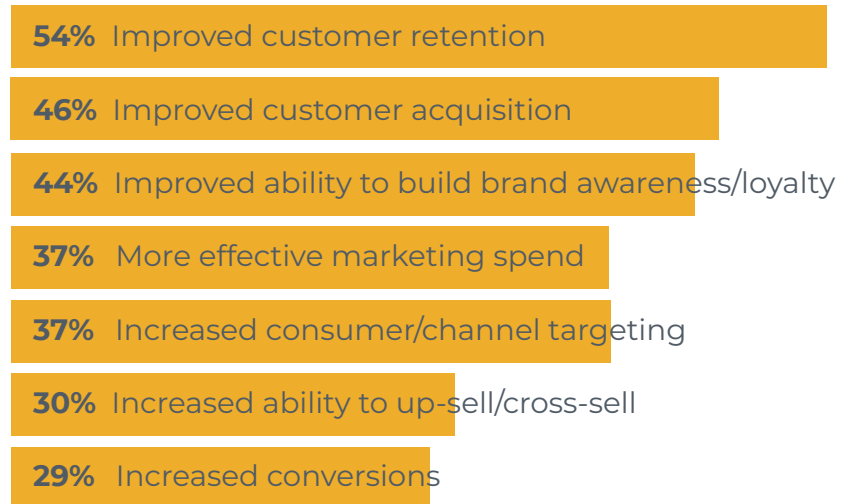 54% Improved customer retention
46% Improved customer acquisition
44% Improved ability to build brand awareness/loyalty
37% More effective marketing spend
37% Increased consumer/channel targeting
30% Increased ability to up-sell/cross-sell
29% Increased conversions